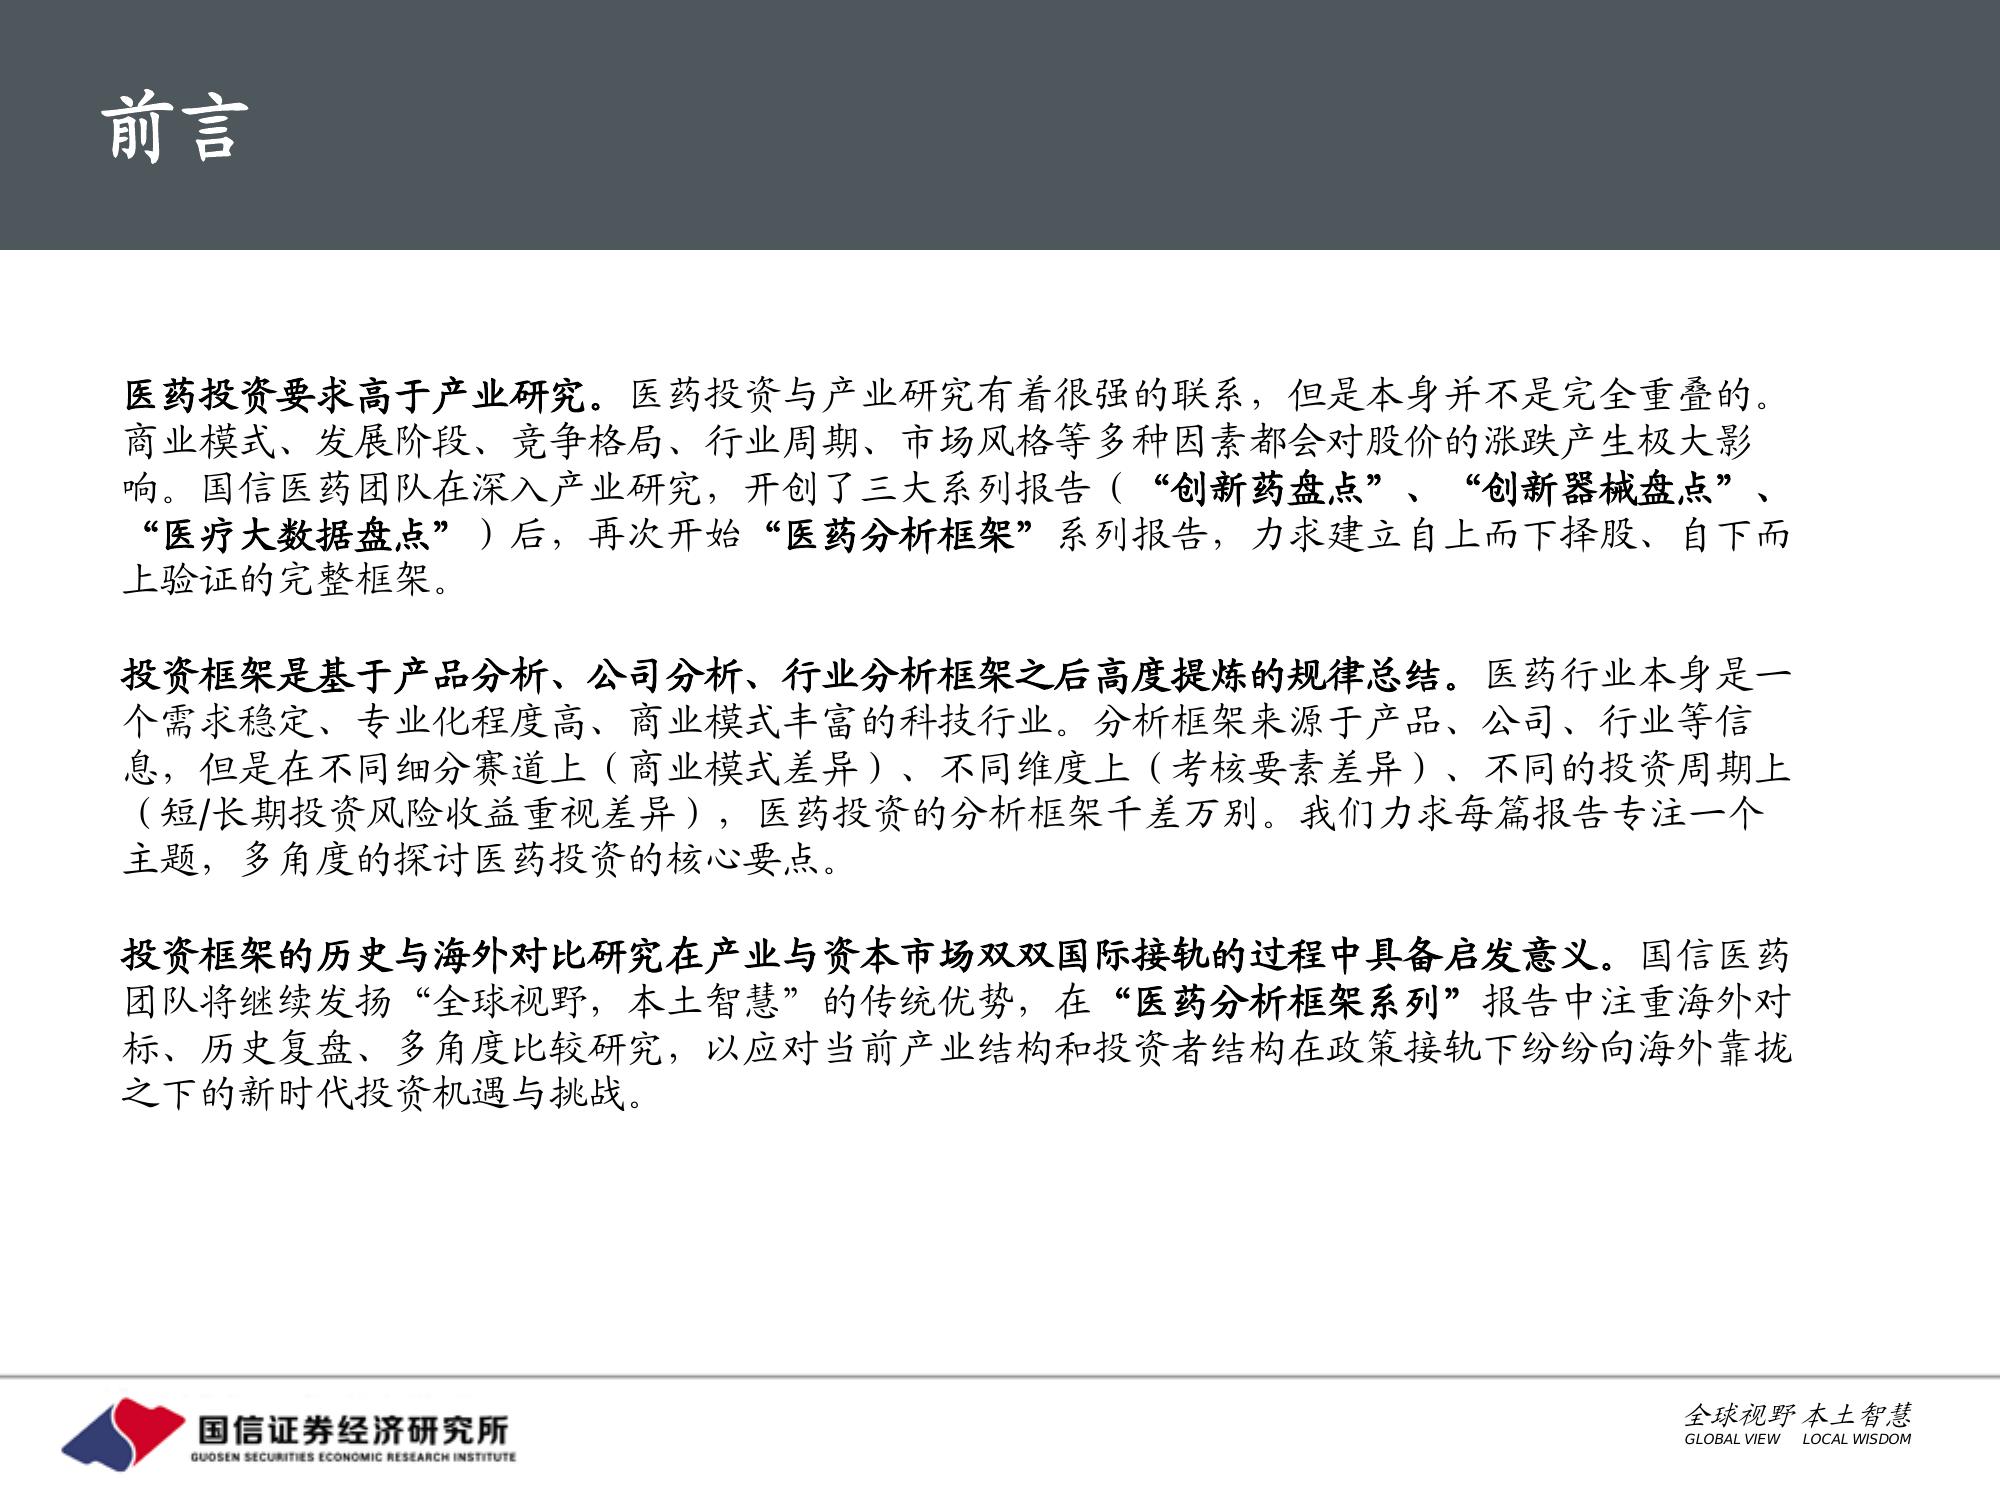 前言
医药投资要求高于产业研究。医药投资与产业研究有着很强的联系，但是本身并不是完全重叠的。
商业模式、发展阶段、竞争格局、行业周期、市场风格等多种因素都会对股价的涨跌产生极大影
响。国信医药团队在深入产业研究，开创了三大系列报告（“创新药盘点”、“创新器械盘点”、
“医疗大数据盘点”）后，再次开始“医药分析框架”系列报告，力求建立自上而下择股、自下而
上验证的完整框架。
投资框架是基于产品分析、公司分析、行业分析框架之后高度提炼的规律总结。医药行业本身是一
个需求稳定、专业化程度高、商业模式丰富的科技行业。分析框架来源于产品、公司、行业等信
息，但是在不同细分赛道上（商业模式差异）、不同维度上（考核要素差异）、不同的投资周期上
（短/长期投资风险收益重视差异），医药投资的分析框架千差万别。我们力求每篇报告专注一个
主题，多角度的探讨医药投资的核心要点。
投资框架的历史与海外对比研究在产业与资本市场双双国际接轨的过程中具备启发意义。国信医药
团队将继续发扬“全球视野，本土智慧”的传统优势，在“医药分析框架系列”报告中注重海外对
标、历史复盘、多角度比较研究，以应对当前产业结构和投资者结构在政策接轨下纷纷向海外靠拢
之下的新时代投资机遇与挑战。
国信证券经济研究所
GUOSEN SECURITIES ECONOMIC RESEARCH INSTITUTE
全球视野 本土智慧
GLOBAL VIEW LOCAL WISDOM